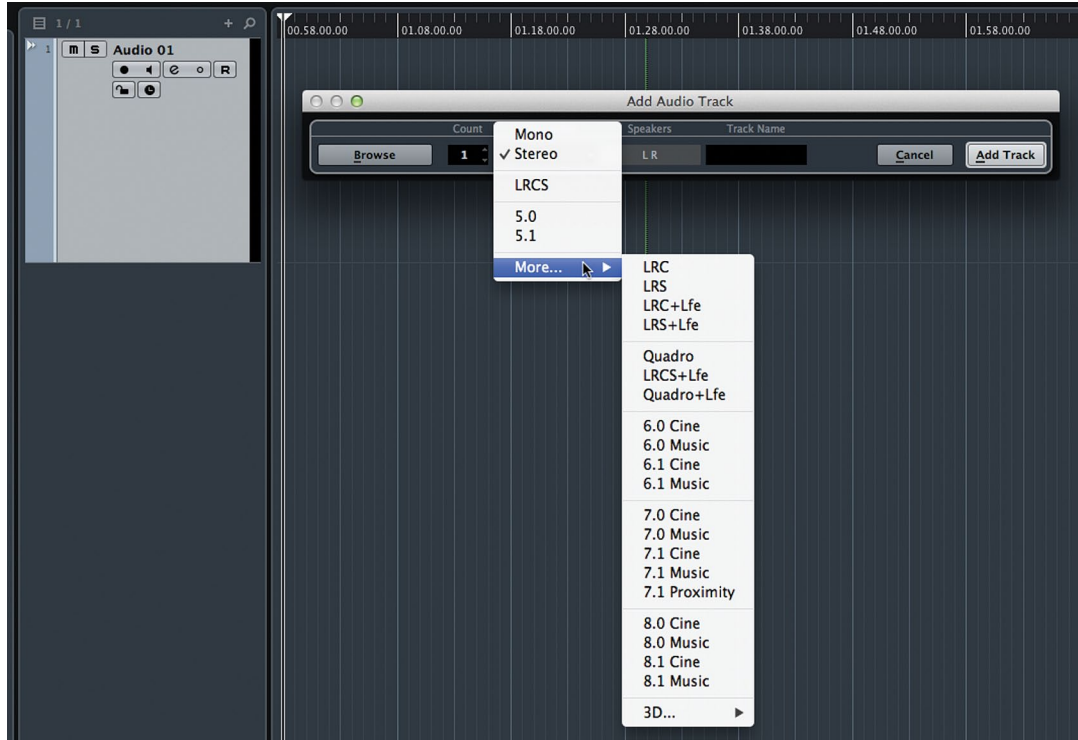 1 / 1 +
00.58.00.00 01.08.00.00 01.18.00.00 01.28.00.00 01.38.00.00 01.48.00.00 01.58.00.00
1 m S Audio 01
e R
Add Audio Track
Count Speakers Track Name
Browse 1 L R Cancel Add Track
Mono
✓ Stereo
LRCS
5.0
5.1
More...
LRC
LRS
LRC+Lfe
LRS+Lfe
Quadro
LRCS+Lfe
Quadro+Lfe
6.0 Cine
6.0 Music
6.1 Cine
6.1 Music
7.0 Cine
7.0 Music
7.1 Cine
7.1 Music
7.1 Proximity
8.0 Cine
8.0 Music
8.1 Cine
8.1 Music
3D...